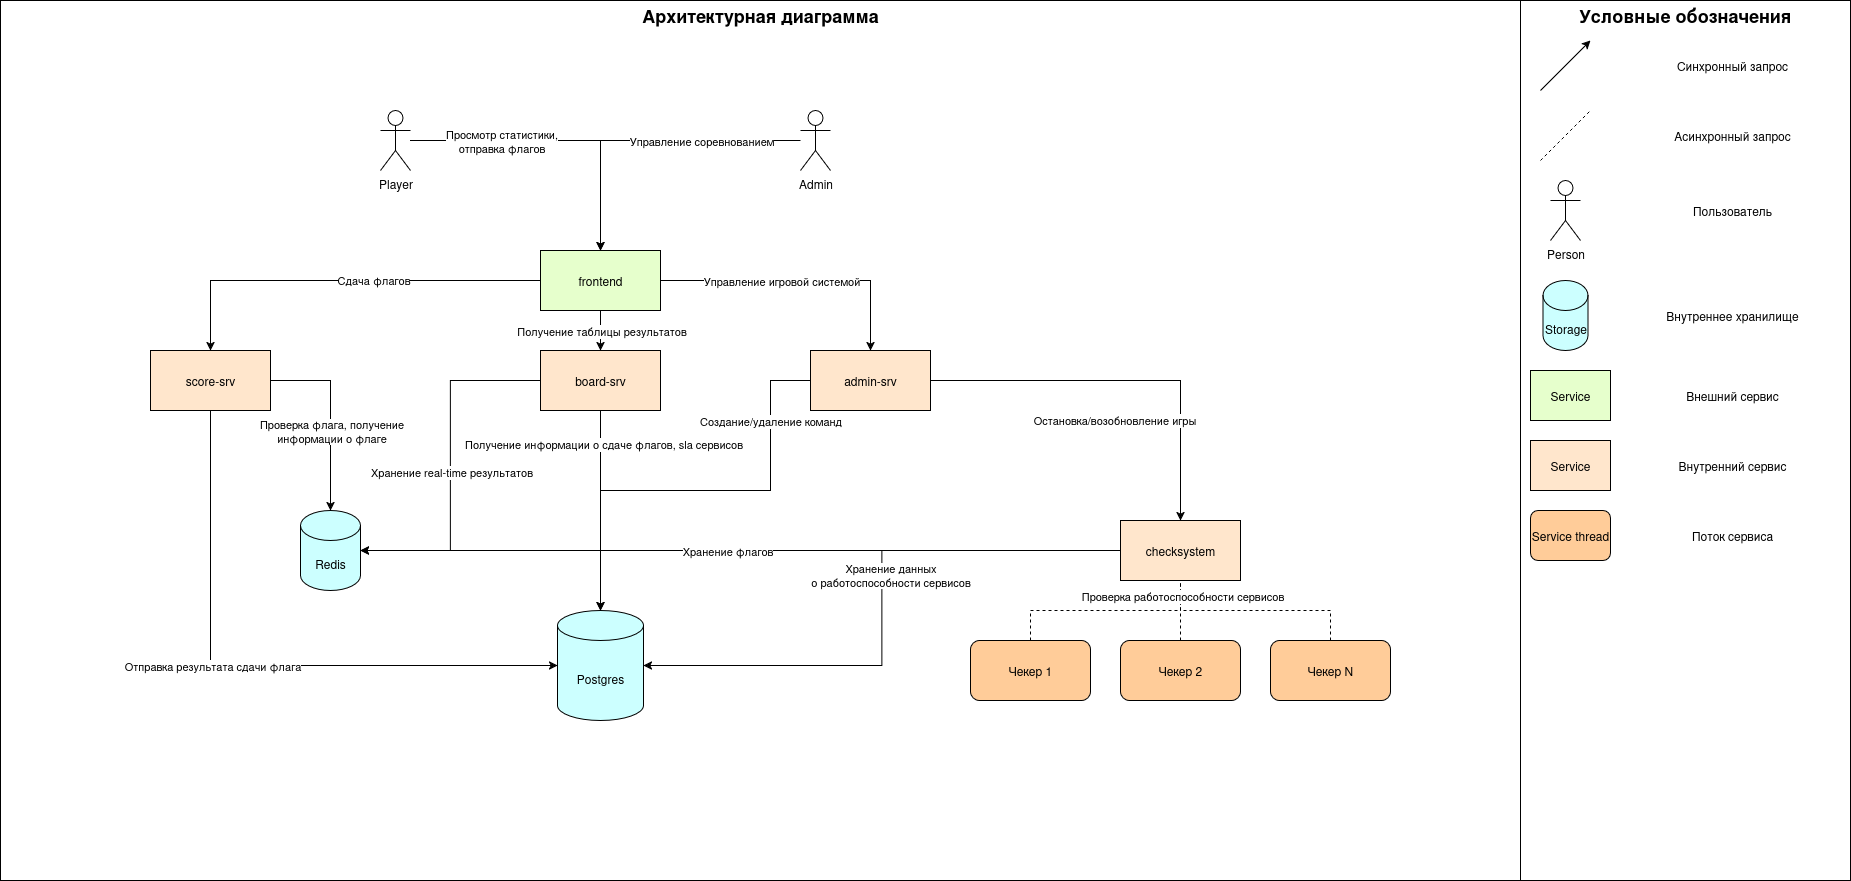 Архитектурная диаграмма
Условные обозначения
Синхронный запрос
Асинхронный запрос
Person
Пользователь
Storage
Внутреннее хранилище
Service
Внешний сервис
Service
Внутренний сервис
Service thread
Поток сервиса
Player
Просмотр статистики,
отправка флагов
Управление соревнованием
Admin
frontend
Сдача флагов
Управление игровой системой
Получение таблицы результатов
score-srv
board-srv
admin-srv
Проверка флага, получение
информации о флаге
Создание/удаление команд
Остановка/возобновление игры
Получение информации о сдаче флагов, sla сервисов
Хранение real-time результатов
Redis
Хранение флагов
checksystem
Хранение данных
о работоспособности сервисов
Проверка работоспособности сервисов
Отправка результата сдачи флага
Postgres
Чекер 1
Чекер 2
Чекер N